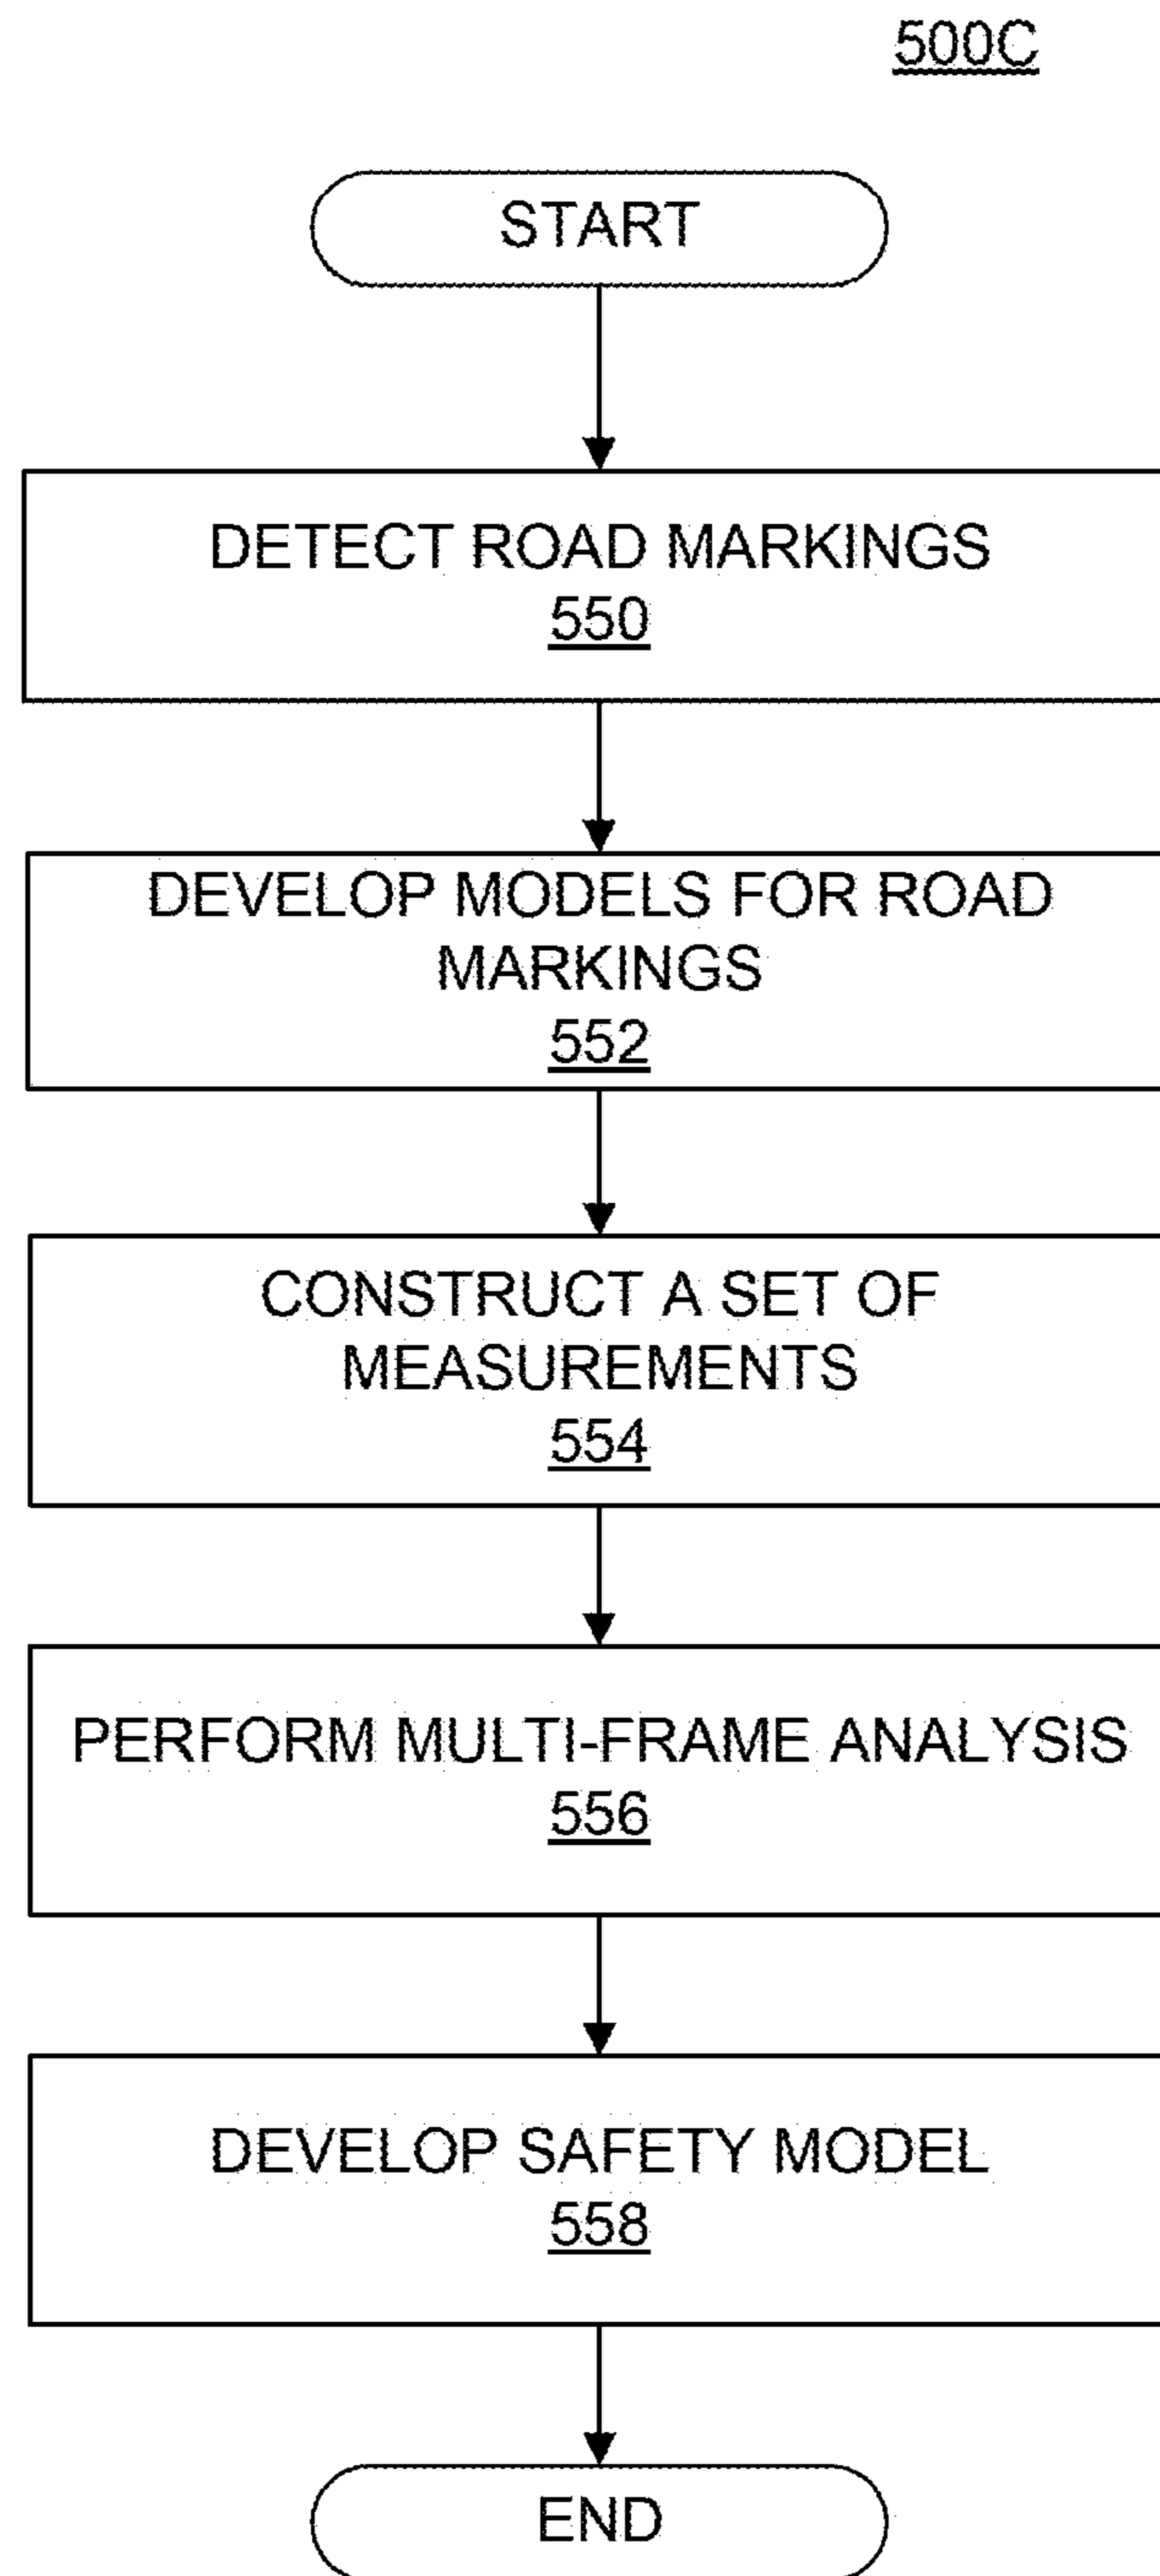 500C
START
DETECT ROAD MARKINGS
550
DEVELOP MODELS FOR ROAD
MARKINGS
552
CONSTRUCT A SET OF
MEASUREMENTS
554
PERFORM MULTI-FRAME ANALYSIS
556
DEVELOP SAFETY MODEL
558
END